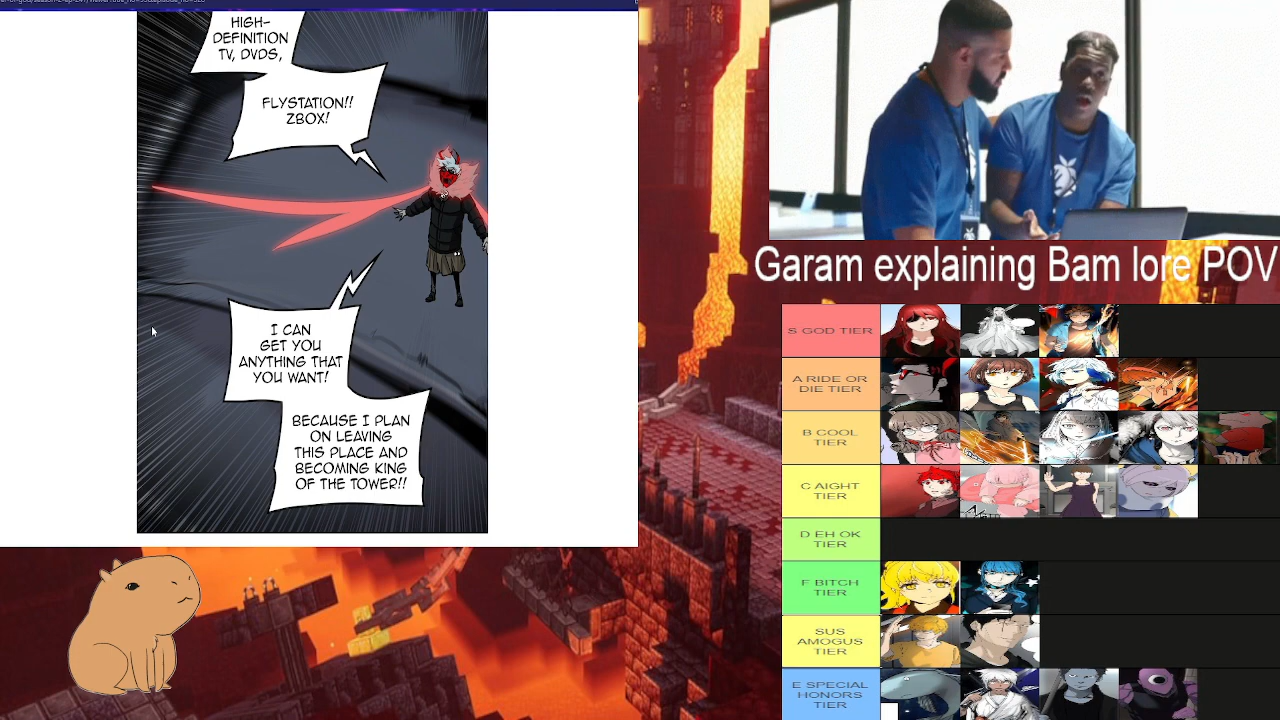 HIGH-
DEFINITION
TV, DVDS,
FLYSTATION!!
ZBOX!
I CAN
GET YOU
ANYTHING THAT
YOU WANT!
BECAUSE I PLAN
ON LEAVING
THIS PLACE AND
BECOMING KING
OF THE TOWER!!
Garam explaining Bam lore POV
S GOD TIER
A RIDE OR
DIE TIER
B COOL
TIER
C AIGHT
TIER
D EH OK
TIER
F BITCH
TIER
SUS
AMOGUS
TIER
E SPECIAL
HONORS
TIER